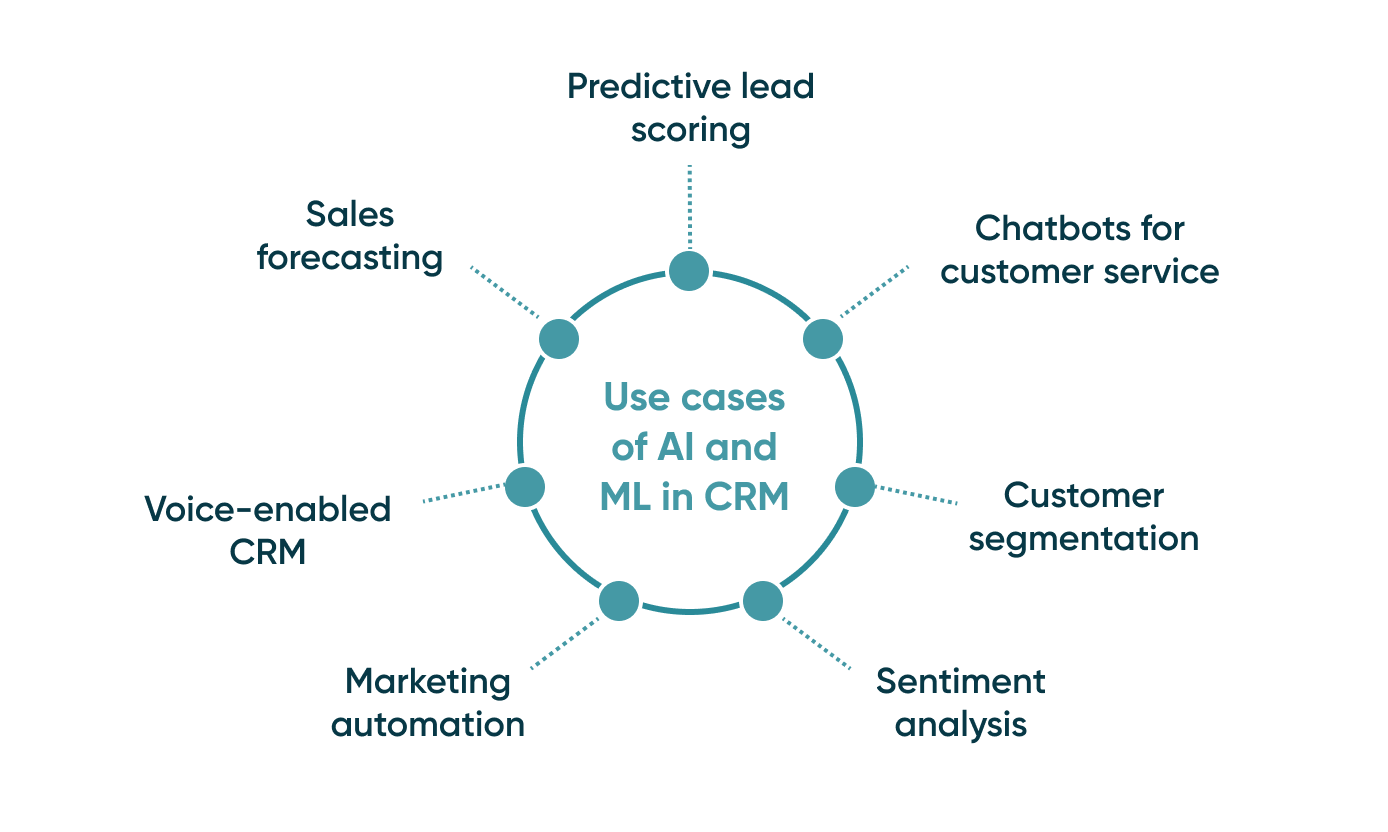 Predictive lead
scoring
Sales
forecasting
Chatbots for
customer service
Use cases
of AI and
ML in CRM
Voice-enabled
CRM
Customer
segmentation
Marketing
automation
Sentiment
analysis